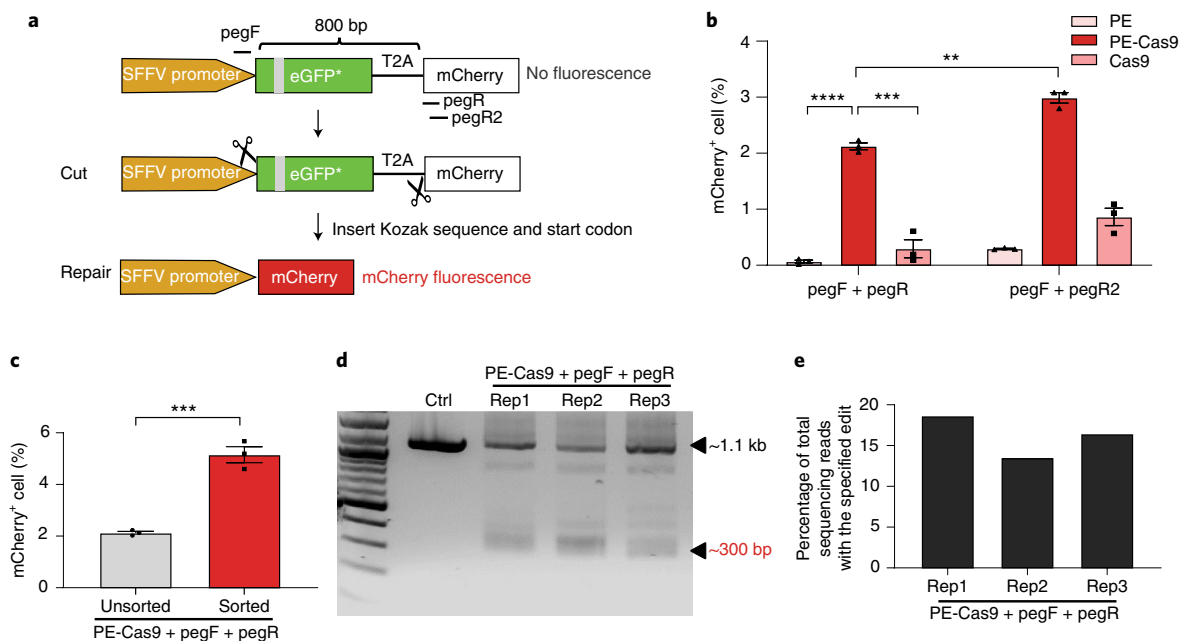 a
pegF
800 bp
SFFV promoter
eGFP*
T2A
mCherry
No fluorescence
pegR
pegR2
Cut
SFFV promoter
eGFP*
T2A
mCherry
Insert Kozak sequence and start codon
Repair
SFFV promoter
mCherry
mCherry fluorescence
b
PE
PE-Cas9
Cas9
mCherry+ cell (%)
4
3
2
1
0
**
****
***
pegF + pegR
pegF + pegR2
c
mCherry+ cell (%)
6
4
2
0
***
Unsorted
Sorted
PE-Cas9 + pegF + pegR
d
PE-Cas9 + pegF + pegR
Ctrl
Rep1
Rep2
Rep3
~1.1 kb
~300 bp
e
Percentage of total
sequencing reads
with the specified edit
20
15
10
5
0
Rep1
Rep2
Rep3
PE-Cas9 + pegF + pegR